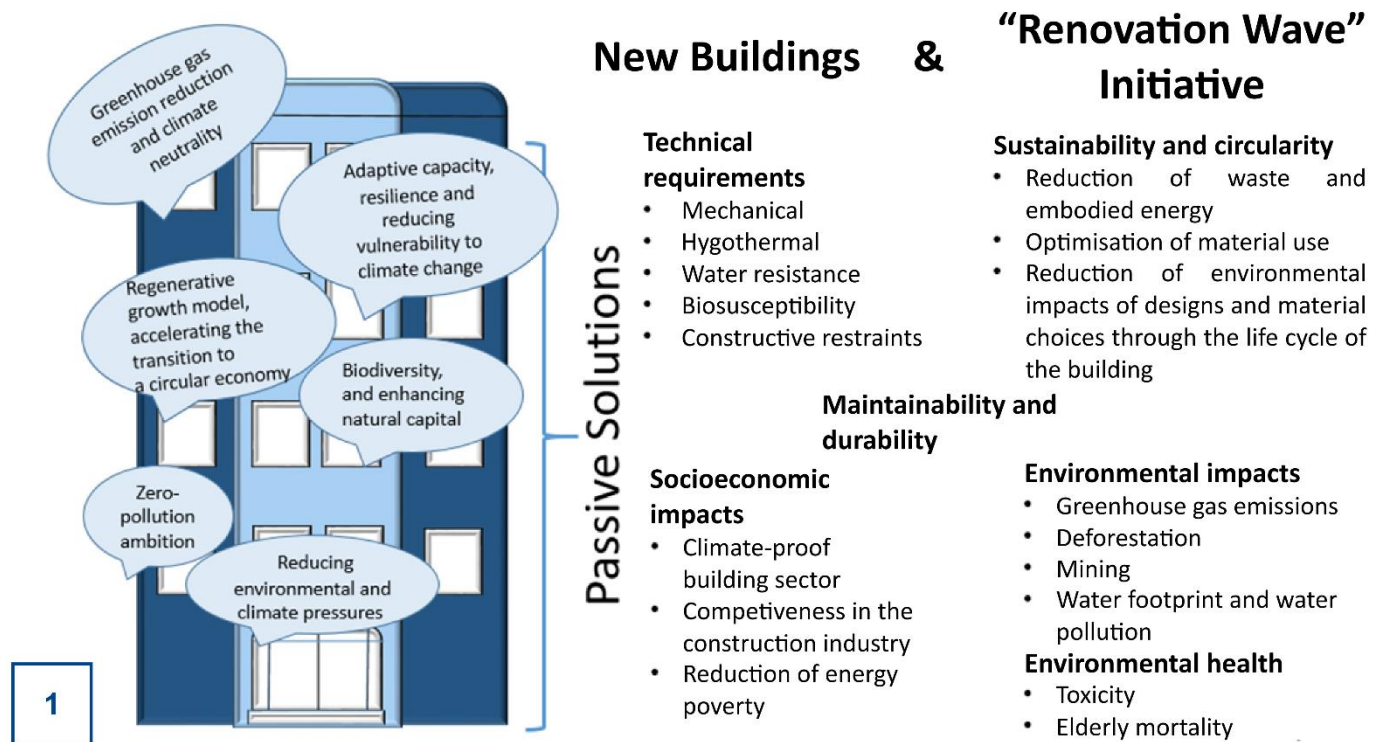 Greenhouse gas
emission reduction
and climate
neutrality
Adaptive capacity,
resilience and
reducing
vulnerability to
climate change
Regenerative
growth model,
accelerating the
transition to
a circular economy
Biodiversity,
and enhancing
natural capital
Zero-
pollution
ambition
Reducing
environmental and
climate pressures
1
Passive Solutions
New Buildings &
“Renovation Wave”
Initiative
Technical
requirements
• Mechanical
• Hygothermal
• Water resistance
• Biosusceptibility
• Constructive restraints
Sustainability and circularity
• Reduction of waste and
embodied energy
• Optimisation of material use
• Reduction of environmental
impacts of designs and material
choices through the life cycle of
the building
Maintainability and
durability
Socioeconomic
impacts
• Climate-proof
building sector
• Competiveness in the
construction industry
• Reduction of energy
poverty
Environmental impacts
• Greenhouse gas emissions
• Deforestation
• Mining
• Water footprint and water
pollution
Environmental health
• Toxicity
• Elderly mortality